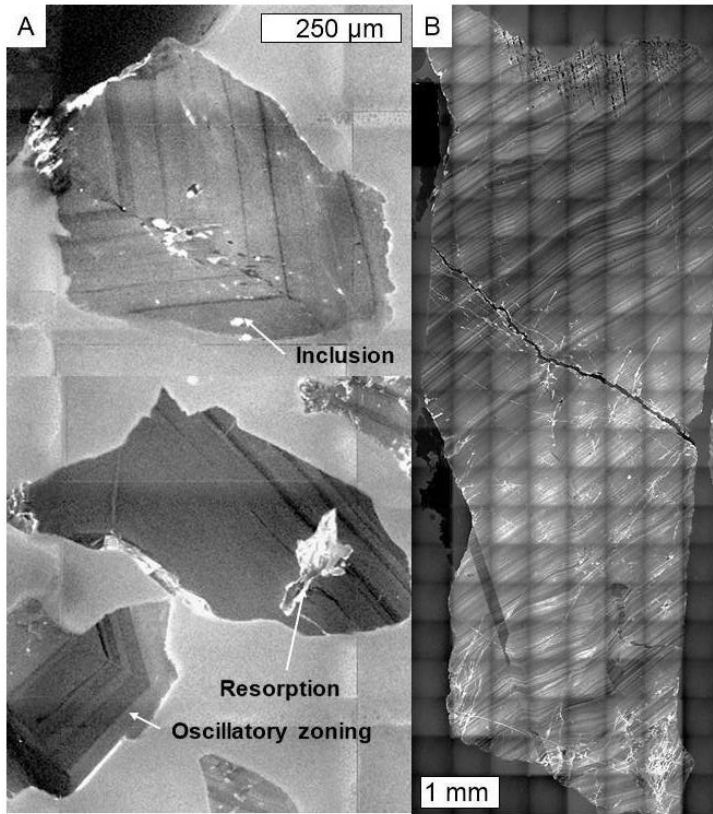 A
250 µm
B
Inclusion
Resorption
Oscillatory zoning
1 mm